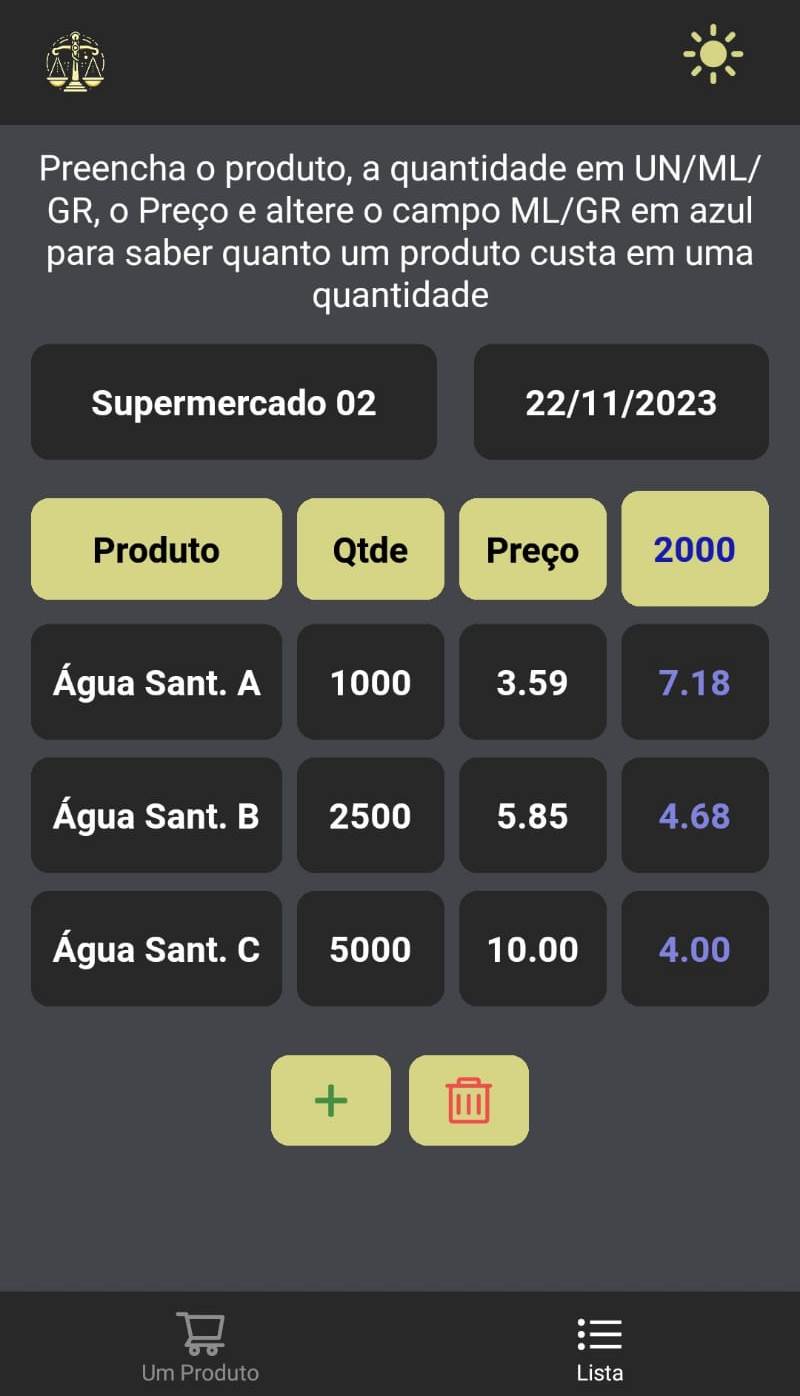 Preencha o produto, a quantidade em UN/ML/
GR, o Preço e altere o campo ML/GR em azul
para saber quanto um produto custa em uma
quantidade
Supermercado 02 22/11/2023
Produto Qtde Preço 2000
Água Sant. A 1000 3.59 7.18
Água Sant. B 2500 5.85 4.68
Água Sant. C 5000 10.00 4.00
+
Um Produto Lista